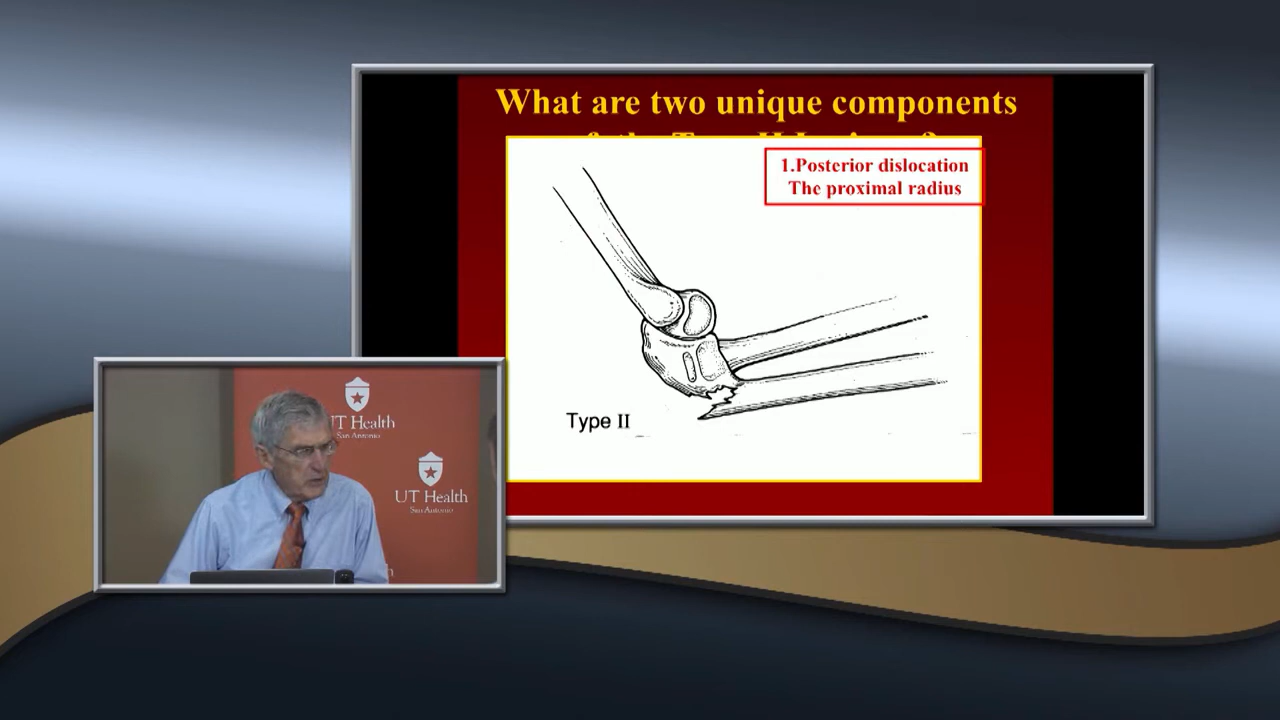 What are two unique components
1.Posterior dislocation
The proximal radius
Type II
UT Health
San Antonio
UT Health
San Antonio